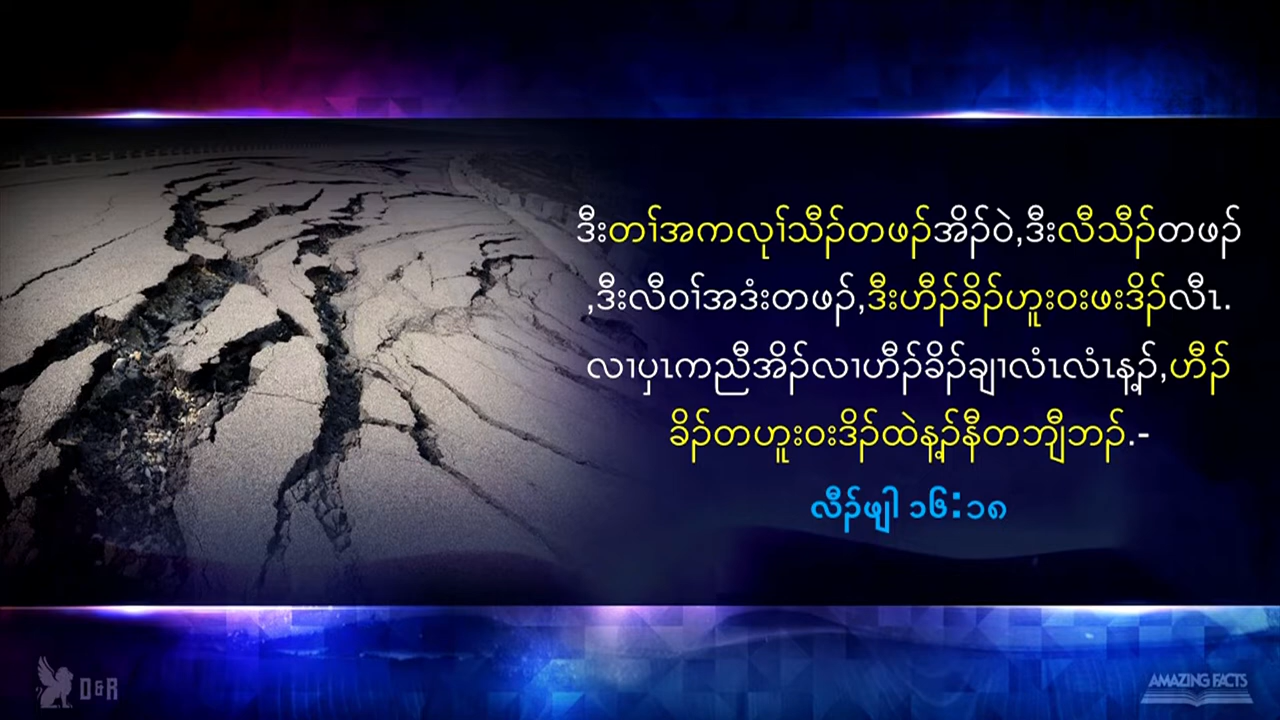 ဒီးတၢ်အကလုၢ်သီၣ်တဖၣ်အိၣ်ဝဲ,ဒီးလီသီၣ်တဖၣ်
,ဒီးလီဝၢ်အဒံးတဖၣ်,ဒီးဟီၣ်ခိၣ်ဟူးဝးဖးဒိၣ်လီၤ.
လၢပှၤကညီအိၣ်လၢဟီၣ်ခိၣ်ချၢလံၤလံၤန့ၣ်,ဟီၣ်
ခိၣ်တဟူးဝးဒိၣ်ထဲန့ၣ်နီတဘျီဘၣ်.-
လီၣ်ဖျါ ၁၆:၁၈
D&R
AMAZING FACTS